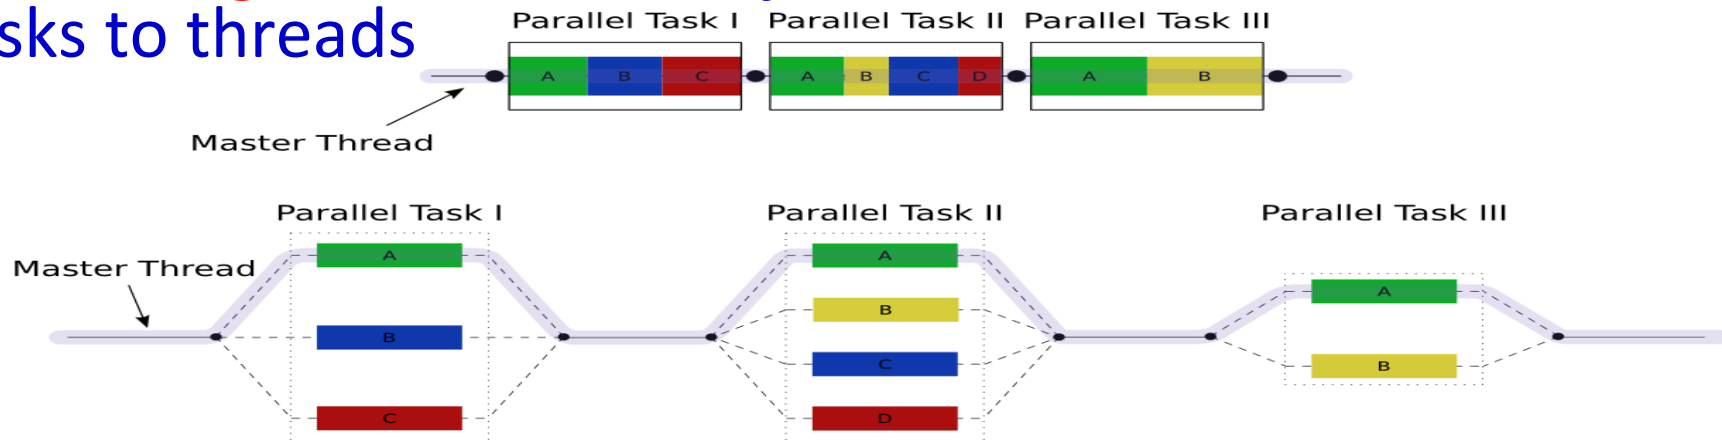 sks to threads
Parallel Task I Parallel Task II Parallel Task III
A B C A B C D A B
Master Thread
Parallel Task I Parallel Task II Parallel Task III
A A
Master Thread
A
B
B
C
B
C D